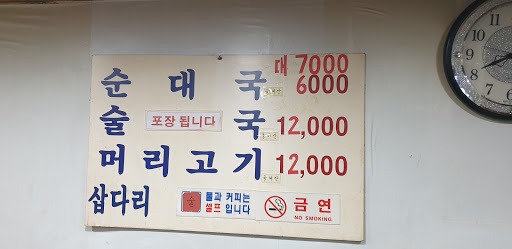 순대국 대 7000
6000
술국 포장 됩니다 12,000
머리고기 12,000
삽다리
술
물과 커피는
셀프 입니다
금연
NO SMOKING